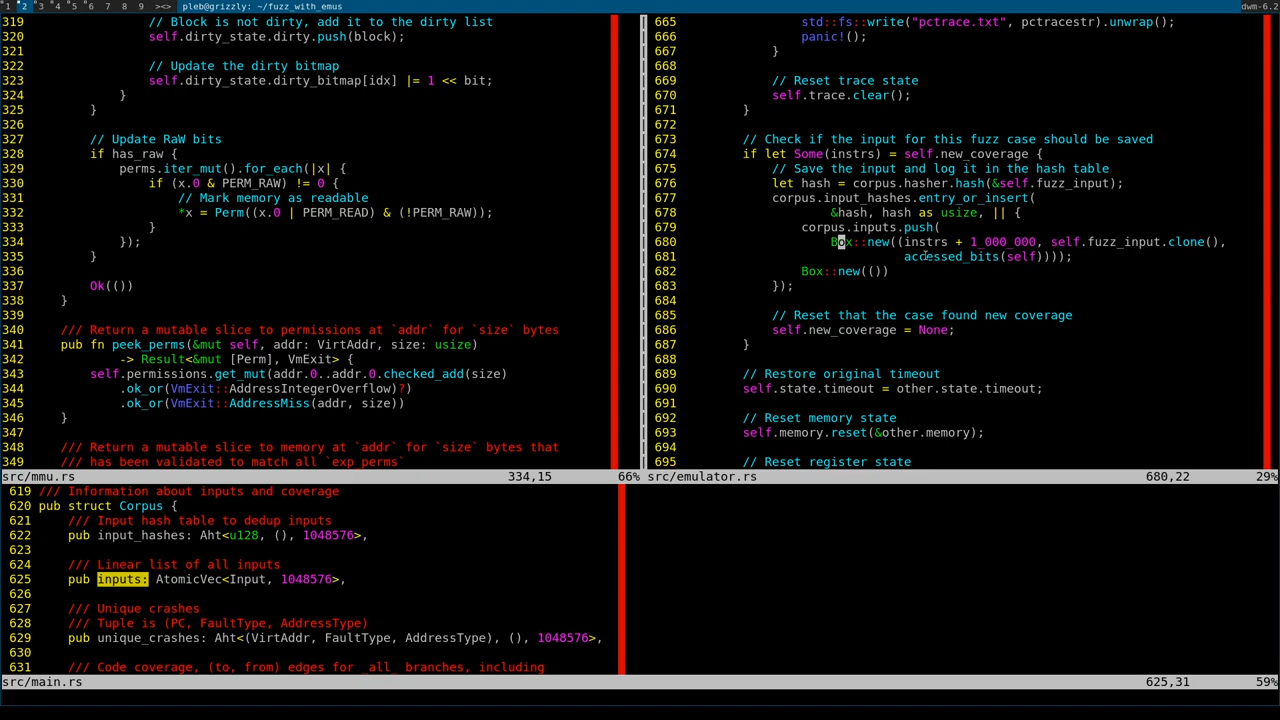 1 2 3 4 5 6 7 8 9 ><> pleb@grizzly: ~/fuzz_with_emus dwm-6.2
319 // Block is not dirty, add it to the dirty list
320 self.dirty_state.dirty.push(block);
321
322 // Update the dirty bitmap
323 self.dirty_state.dirty_bitmap[idx] |= 1 << bit;
324 }
325 }
326
327 // Update RaW bits
328 if has_raw {
329 perms.iter_mut().for_each(|x| {
330 if (x.0 & PERM_RAW) != 0 {
331 // Mark memory as readable
332 *x = Perm((x.0 | PERM_READ) & (!PERM_RAW));
333 }
334 });
335 }
336
337 Ok(())
338 }
339
340 /// Return a mutable slice to permissions at `addr` for `size` bytes
341 pub fn peek_perms(&mut self, addr: VirtAddr, size: usize)
342 -> Result<&mut [Perm], VmExit> {
343 self.permissions.get_mut(addr.0..addr.0.checked_add(size)
344 .ok_or(VmExit::AddressIntegerOverflow)?)
345 .ok_or(VmExit::AddressMiss(addr, size))
346 }
347
348 /// Return a mutable slice to memory at `addr` for `size` bytes that
349 /// has been validated to match all `exp_perms`
src/mmu.rs 334,15 66%
665 std::fs::write("pctrace.txt", pctracestr).unwrap();
666 panic!();
667 }
668
669 // Reset trace state
670 self.trace.clear();
671 }
672
673 // Check if the input for this fuzz case should be saved
674 if let Some(instrs) = self.new_coverage {
675 // Save the input and log it in the hash table
676 let hash = corpus.hasher.hash(&self.fuzz_input);
677 corpus.input_hashes.entry_or_insert(
678 &hash, hash as usize, || {
679 corpus.inputs.push(
680 Box::new((instrs + 1_000_000, self.fuzz_input.clone(),
681 accessed_bits(self))));
682 Box::new(())
683 });
684
685 // Reset that the case found new coverage
686 self.new_coverage = None;
687 }
688
689 // Restore original timeout
690 self.state.timeout = other.state.timeout;
691
692 // Reset memory state
693 self.memory.reset(&other.memory);
694
695 // Reset register state
src/emulator.rs 680,22 29%
619 /// Information about inputs and coverage
620 pub struct Corpus {
621 /// Input hash table to dedup inputs
622 pub input_hashes: Aht<u128, (), 1048576>,
623
624 /// Linear list of all inputs
625 pub inputs: AtomicVec<Input, 1048576>,
626
627 /// Unique crashes
628 /// Tuple is (PC, FaultType, AddressType)
629 pub unique_crashes: Aht<(VirtAddr, FaultType, AddressType), (), 1048576>,
630
631 /// Code coverage, (to, from) edges for _all_ branches, including
src/main.rs 625,31 59%